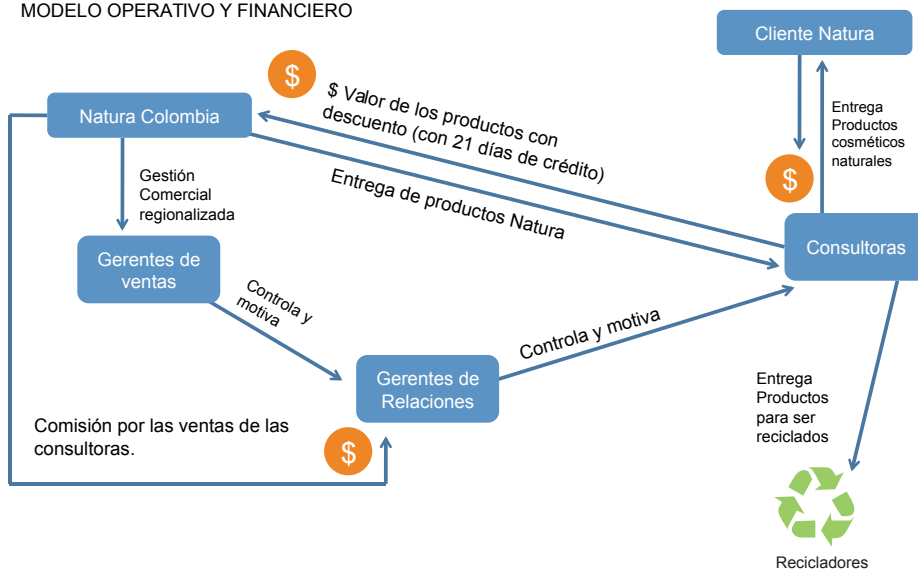 MODELO OPERATIVO Y FINANCIERO
Cliente Natura
$
$ Valor de los productos con
descuento (con 21 días de crédito)
Natura Colombia
Entrega
Productos
cosméticos
naturales
$
Gestión
Comercial
regionalizada
Entrega de productos Natura
Consultoras
Gerentes de
ventas
Controla y
motiva
Controla y motiva
Gerentes de
Relaciones
Entrega
Productos
para ser
reciclados
Comisión por las ventas de las
consultoras.
$
Recicladores